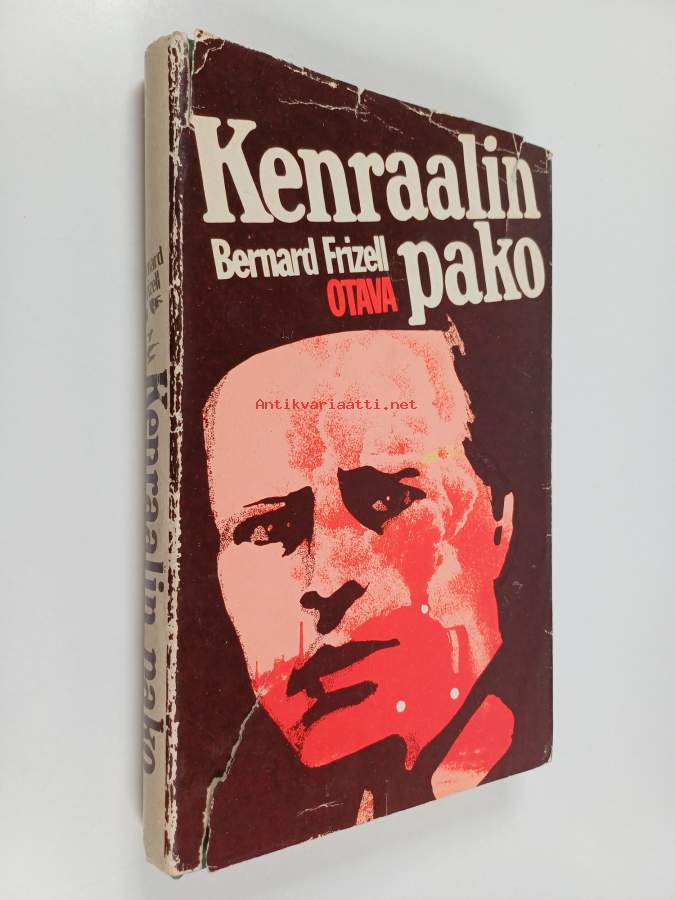 Kenraalin
Bernard Frizell
pako
OTAVA
Antikvariaatti.net
Kenraalin pako